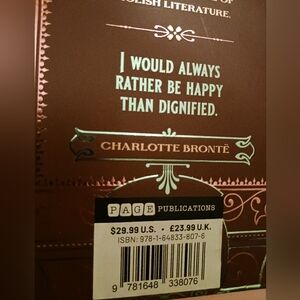 OF
ENGLISH LITERATURE.
I WOULD ALWAYS
RATHER BE HAPPY
THAN DIGNIFIED.
CHARLOTTE BRONTË
PAGE PUBLICATIONS
$29.99 U.S. • £23.99 U.K.
ISBN: 978-1-64833-807-6
9 781648 338076